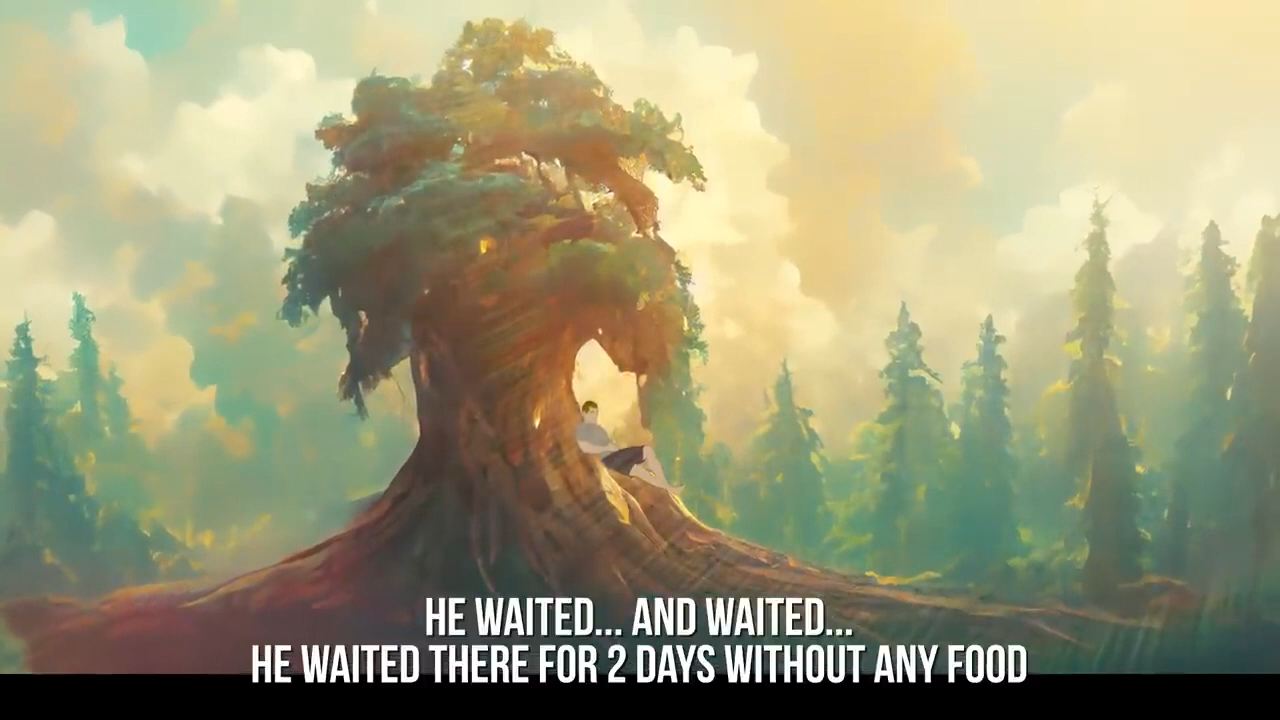 HE WAITED... AND WAITED...
HE WAITED THERE FOR 2 DAYS WITHOUT ANY FOOD